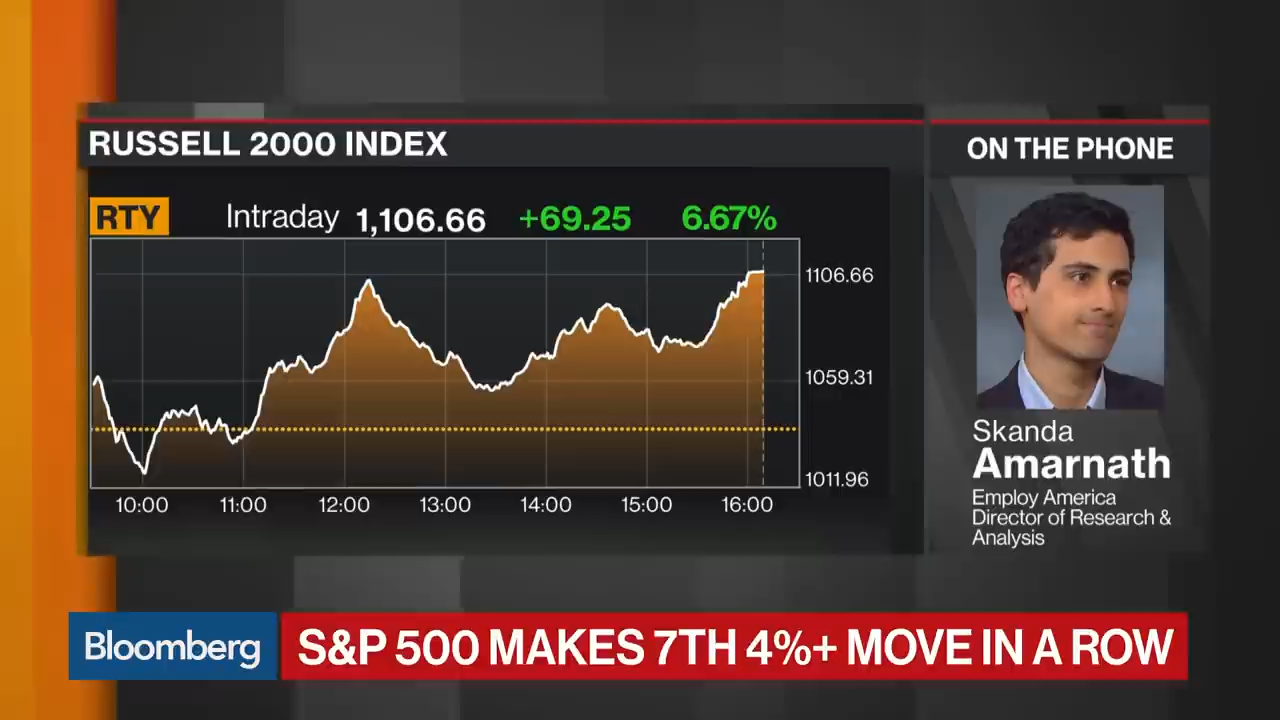 RUSSELL 2000 INDEX
RTY Intraday 1,106.66 +69.25 6.67%
1106.66
1059.31
1011.96
10:00 11:00 12:00 13:00 14:00 15:00 16:00
ON THE PHONE
Skanda
Amarnath
Employ America
Director of Research &
Analysis
Bloomberg
S&P 500 MAKES 7TH 4%+ MOVE IN A ROW